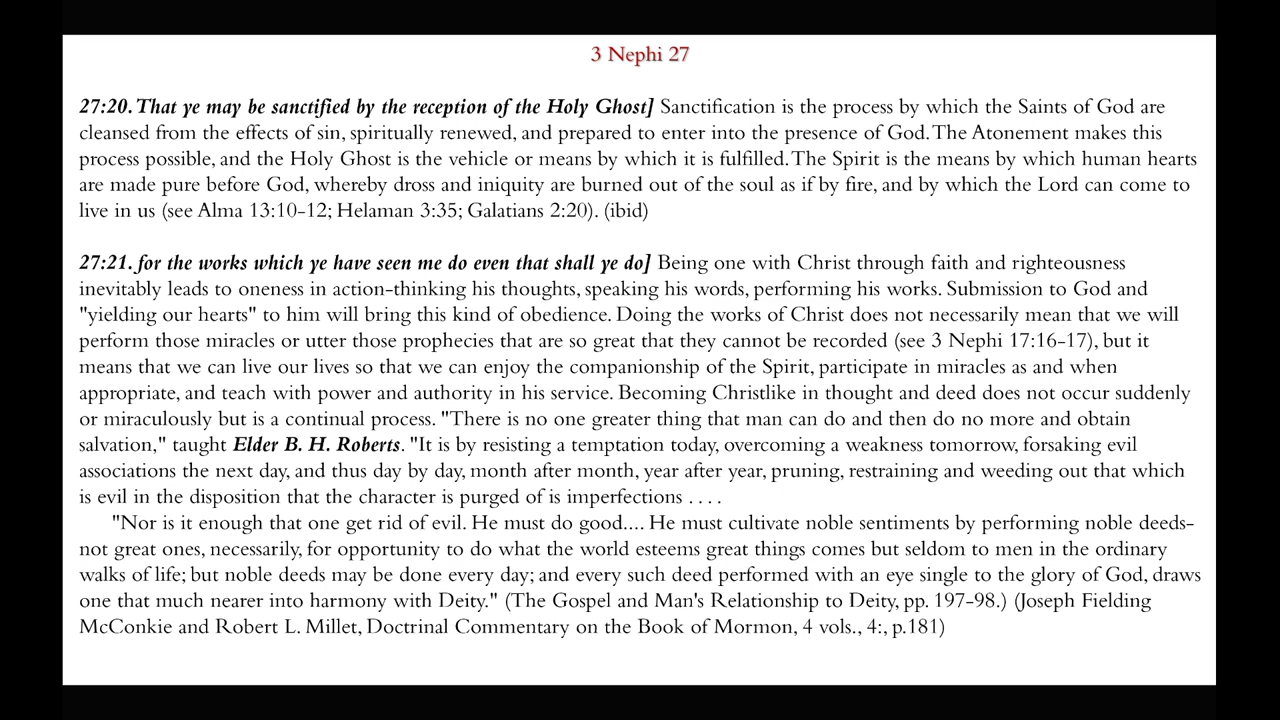 3 Nephi 27
27:20. That ye may be sanctified by the reception of the Holy Ghost] Sanctification is the process by which the Saints of God are
cleansed from the effects of sin, spiritually renewed, and prepared to enter into the presence of God. The Atonement makes this
process possible, and the Holy Ghost is the vehicle or means by which it is fulfilled. The Spirit is the means by which human hearts
are made pure before God, whereby dross and iniquity are burned out of the soul as if by fire, and by which the Lord can come to
live in us (see Alma 13:10-12; Helaman 3:35; Galatians 2:20). (ibid)
27:21. for the works which ye have seen me do even that shall ye do] Being one with Christ through faith and righteousness
inevitably leads to oneness in action-thinking his thoughts, speaking his words, performing his works. Submission to God and
"yielding our hearts" to him will bring this kind of obedience. Doing the works of Christ does not necessarily mean that we will
perform those miracles or utter those prophecies that are so great that they cannot be recorded (see 3 Nephi 17:16-17), but it
means that we can live our lives so that we can enjoy the companionship of the Spirit, participate in miracles as and when
appropriate, and teach with power and authority in his service. Becoming Christlike in thought and deed does not occur suddenly
or miraculously but is a continual process. "There is no one greater thing that man can do and then do no more and obtain
salvation," taught Elder B. H. Roberts. "It is by resisting a temptation today, overcoming a weakness tomorrow, forsaking evil
associations the next day, and thus day by day, month after month, year after year, pruning, restraining and weeding out that which
is evil in the disposition that the character is purged of is imperfections . . . .
"Nor is it enough that one get rid of evil. He must do good.... He must cultivate noble sentiments by performing noble deeds-
not great ones, necessarily, for opportunity to do what the world esteems great things comes but seldom to men in the ordinary
walks of life; but noble deeds may be done every day; and every such deed performed with an eye single to the glory of God, draws
one that much nearer into harmony with Deity." (The Gospel and Man's Relationship to Deity, pp. 197-98.) (Joseph Fielding
McConkie and Robert L. Millet, Doctrinal Commentary on the Book of Mormon, 4 vols., 4:, p.181)